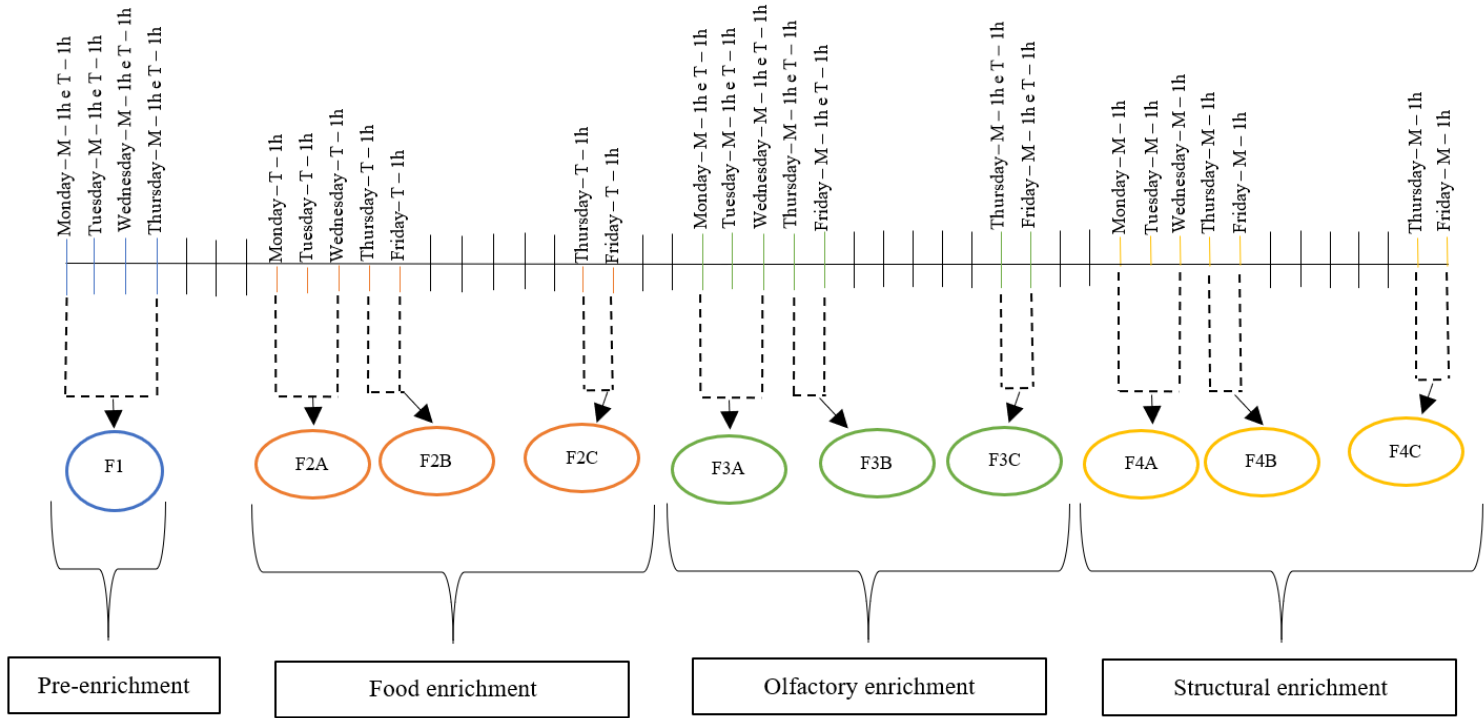 Monday – M – 1h e T – 1h
Tuesday – M – 1h e T – 1h
Wednesday – M – 1h e T – 1h
Thursday – M – 1h e T – 1h
Monday – T – 1h
Tuesday – T – 1h
Wednesday – T – 1h
Thursday – T – 1h
Friday – T – 1h
Thursday – T – 1h
Friday – T – 1h
Monday – M – 1h e T – 1h
Tuesday – M – 1h e T – 1h
Wednesday – M – 1h e T – 1h
Thursday – M – 1h e T – 1h
Friday – M – 1h e T – 1h
Thursday – M – 1h e T – 1h
Friday – M – 1h e T – 1h
Monday – M – 1h
Tuesday – M – 1h
Wednesday – M – 1h
Thursday – M – 1h
Friday – M – 1h
Thursday – M – 1h
Friday – M – 1h
F1
F2A
F2B
F2C
F3A
F3B
F3C
F4A
F4B
F4C
Pre-enrichment
Food enrichment
Olfactory enrichment
Structural enrichment